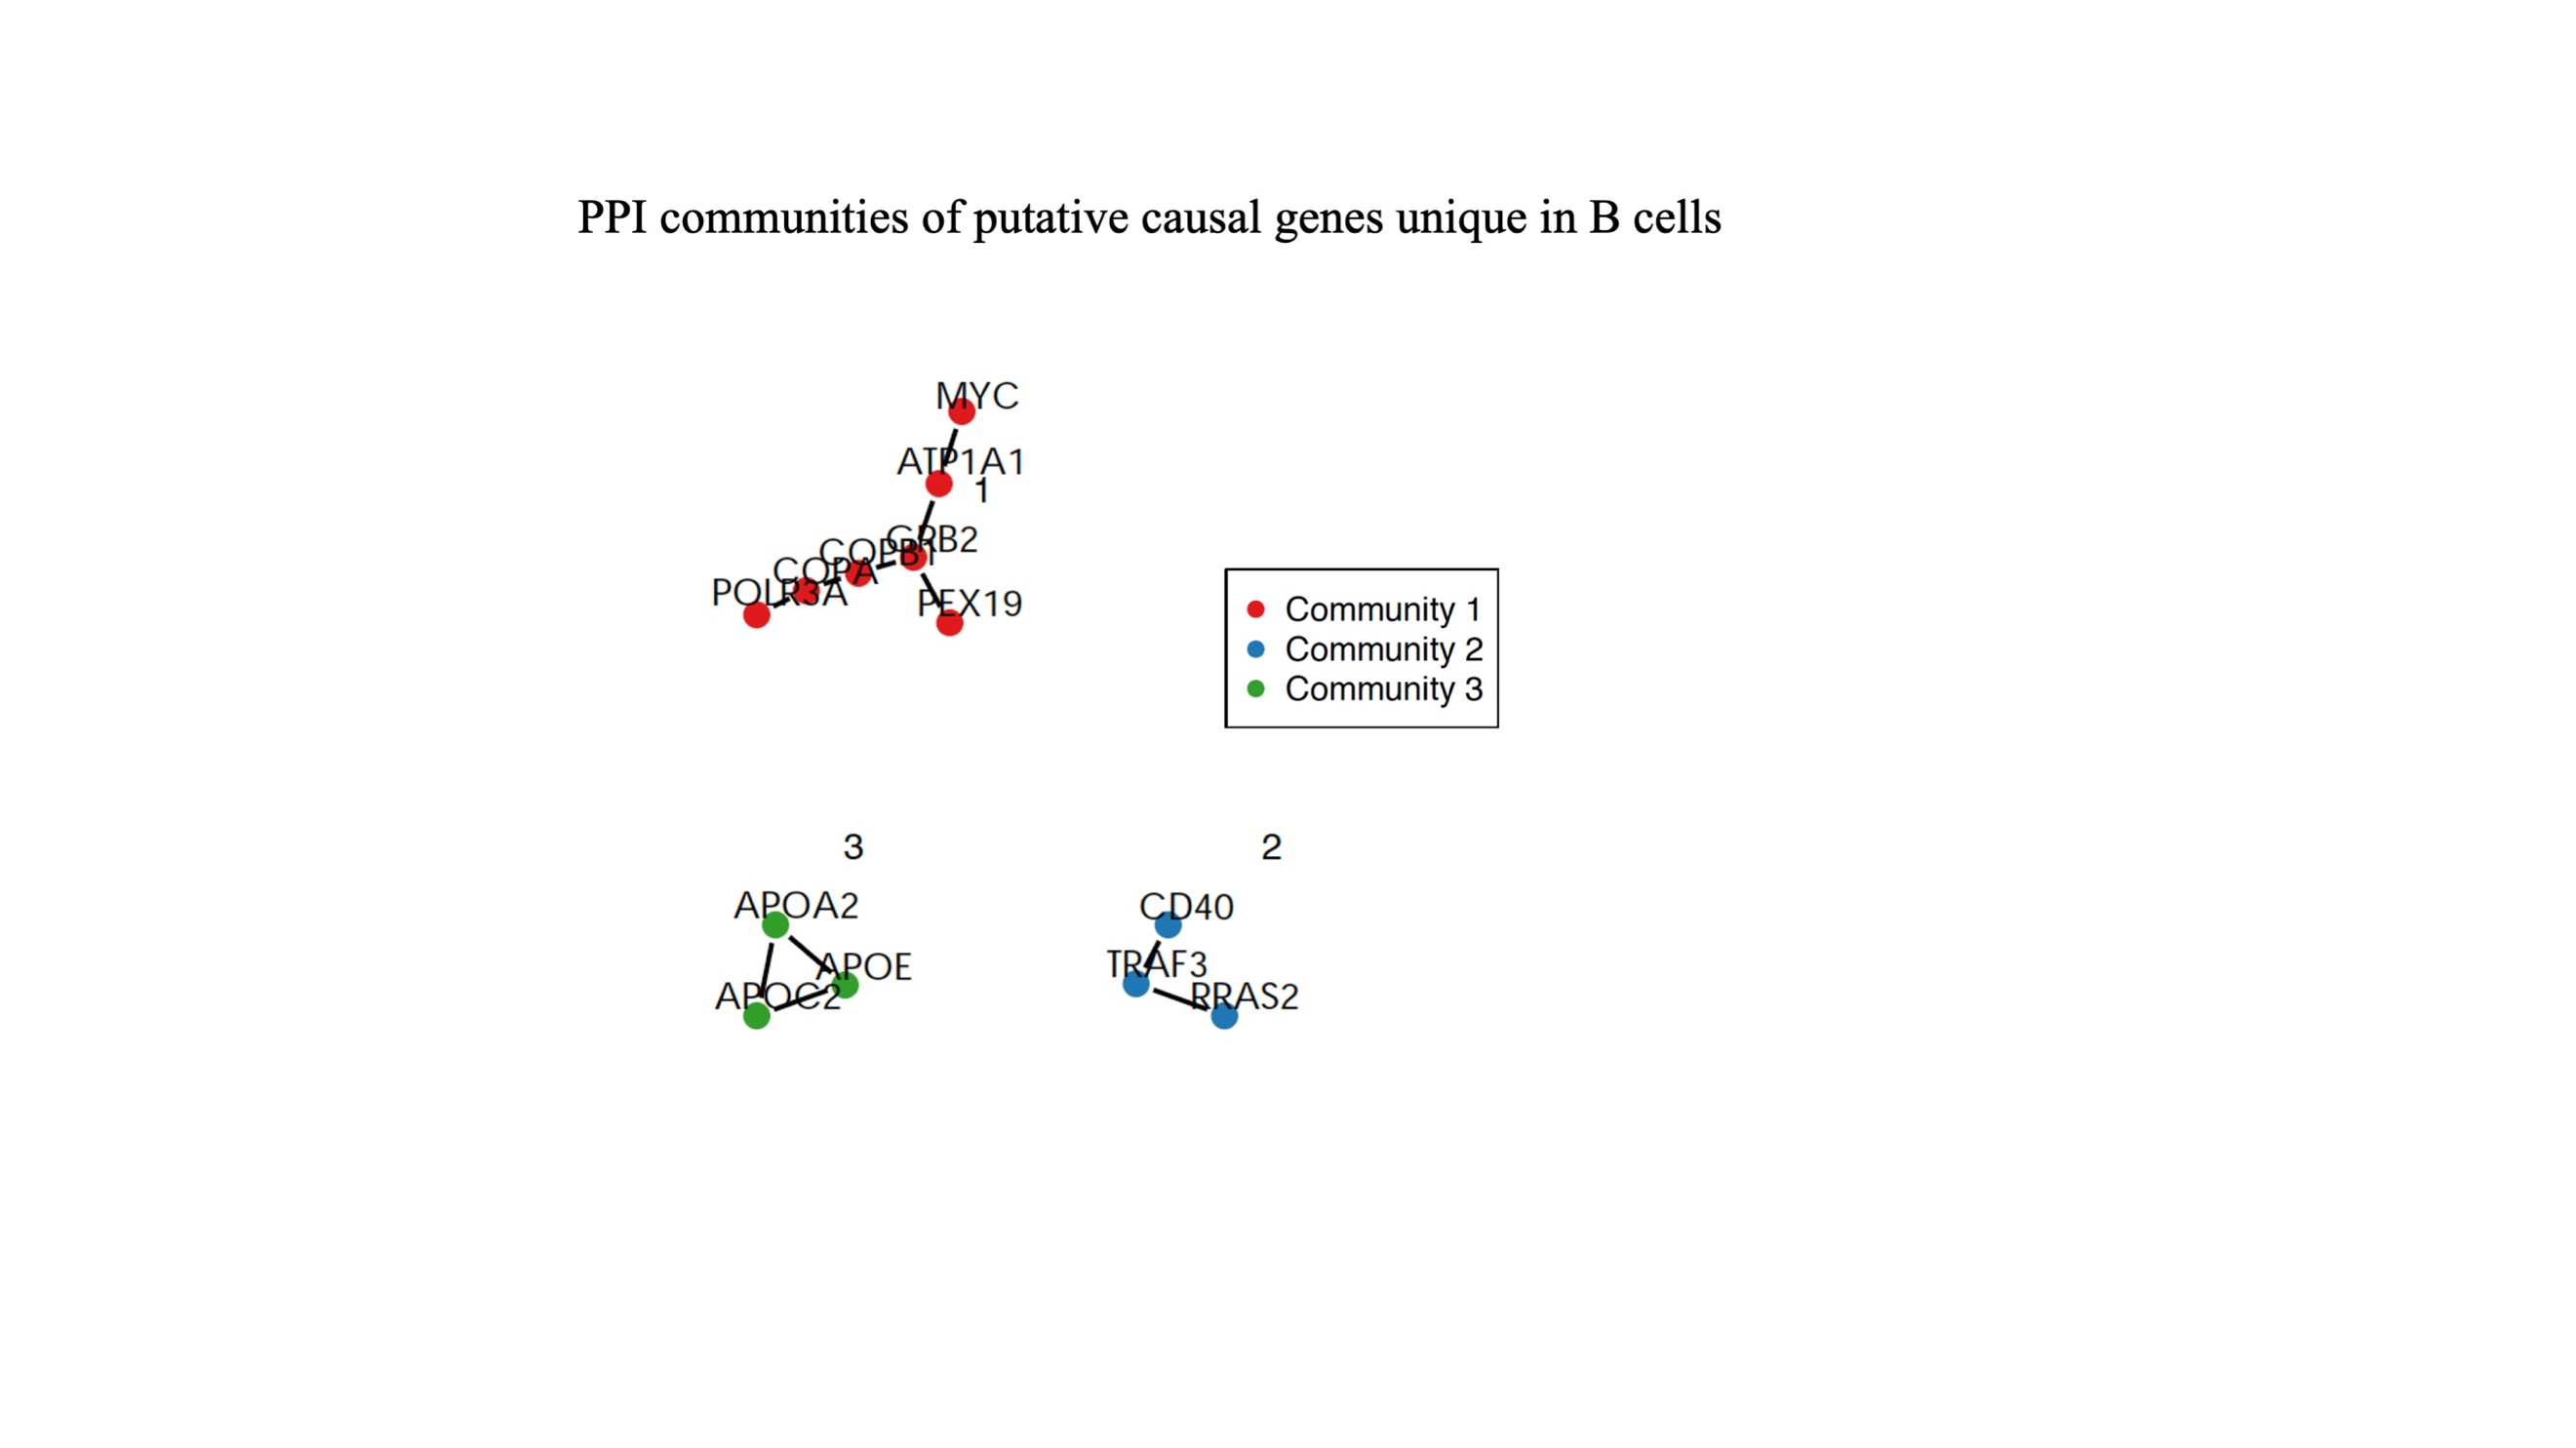 PPI communities of putative causal genes unique in B cells
MYC
ATP1A1
1
GRB2
COPB1
COPA
POLR3A
PEX19
Community 1
Community 2
Community 3
3
2
APOA2
CD40
APOE
TRAF3
APOC2
RRAS2